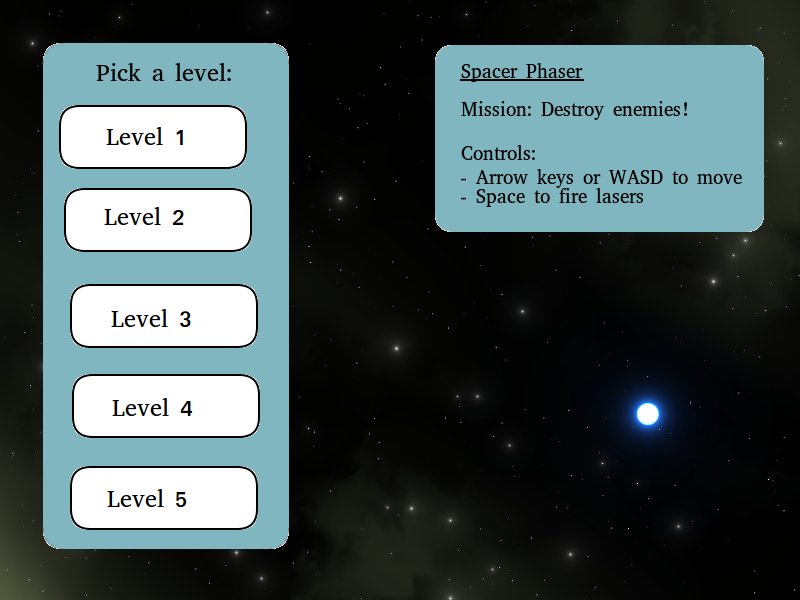 Pick a level:
Level 1
Level 2
Level 3
Level 4
Level 5
Spacer Phaser
Mission: Destroy enemies!
Controls:
- Arrow keys or WASD to move
- Space to fire lasers